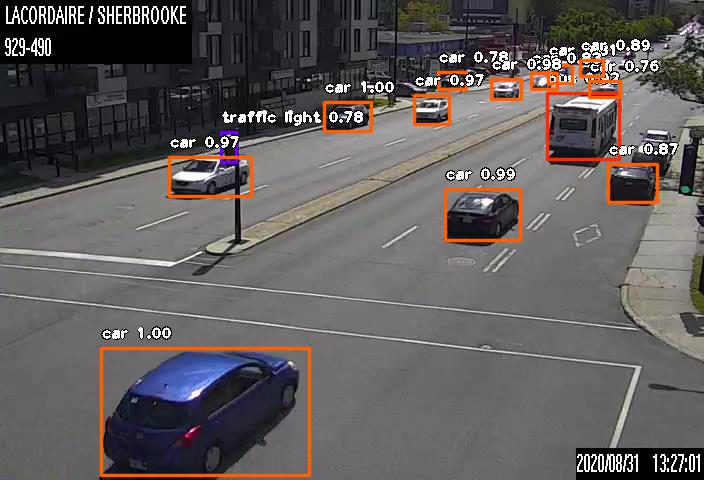 LACORDAIRE / SHERBROOKE
929-490
car 0.89
car 0.78
car 0.98
car 0.76
car 0.97
car 1.00
traffic light 0.78
car 0.97
car 0.87
car 0.99
car 1.00
2020/08/31 13:27:01